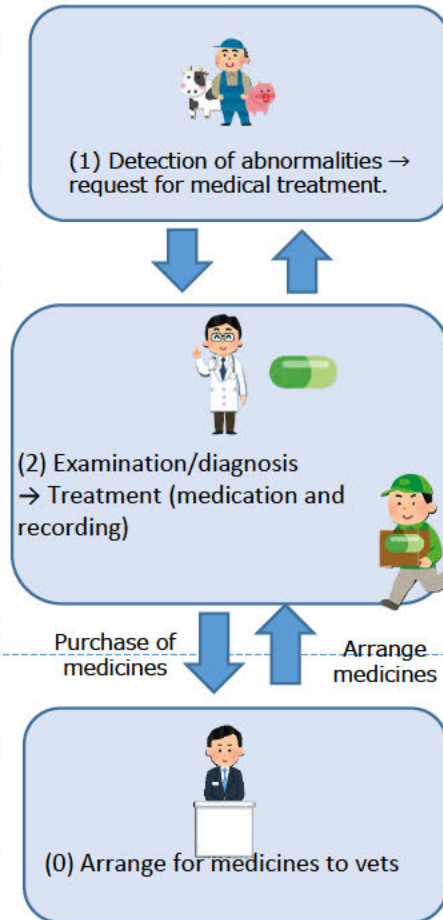 (1) Detection of abnormalities →
request for medical treatment.
(2) Examination/diagnosis
→ Treatment (medication and
recording)
Purchase of
medicines
Arrange
medicines
(0) Arrange for medicines to vets